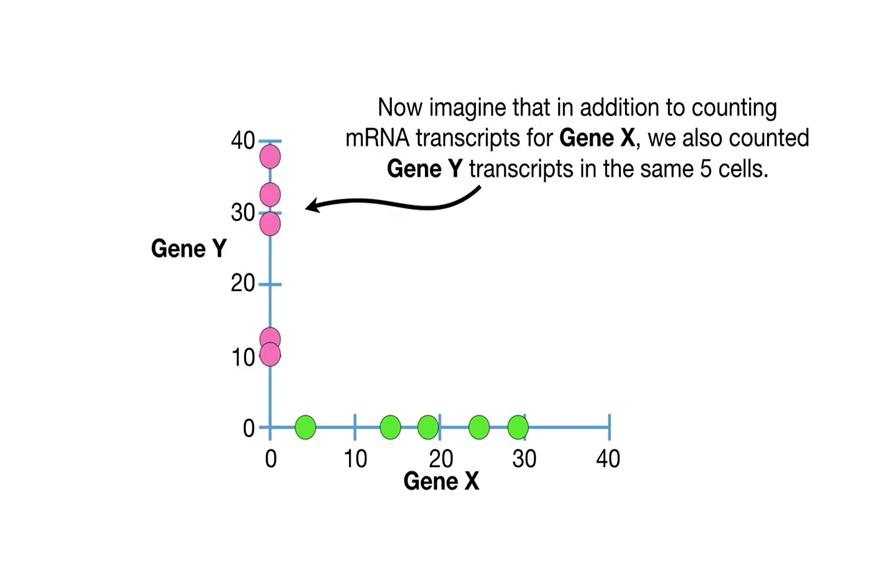 Now imagine that in addition to counting
mRNA transcripts for Gene X, we also counted
Gene Y transcripts in the same 5 cells.
40
30
Gene Y
20
10
0
0 10 20 30 40
Gene X